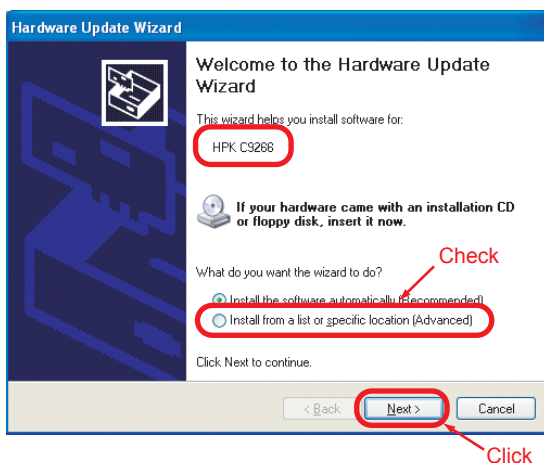 Hardware Update Wizard
Welcome to the Hardware Update
Wizard
This wizard helps you install software for:
HPK C9266
If your hardware came with an installation CD
or floppy disk, insert it now.
What do you want the wizard to do?
Check
Install the software automatically (Recommended)
Install from a list or specific location (Advanced)
Click Next to continue.
< Back
Next >
Cancel
Click